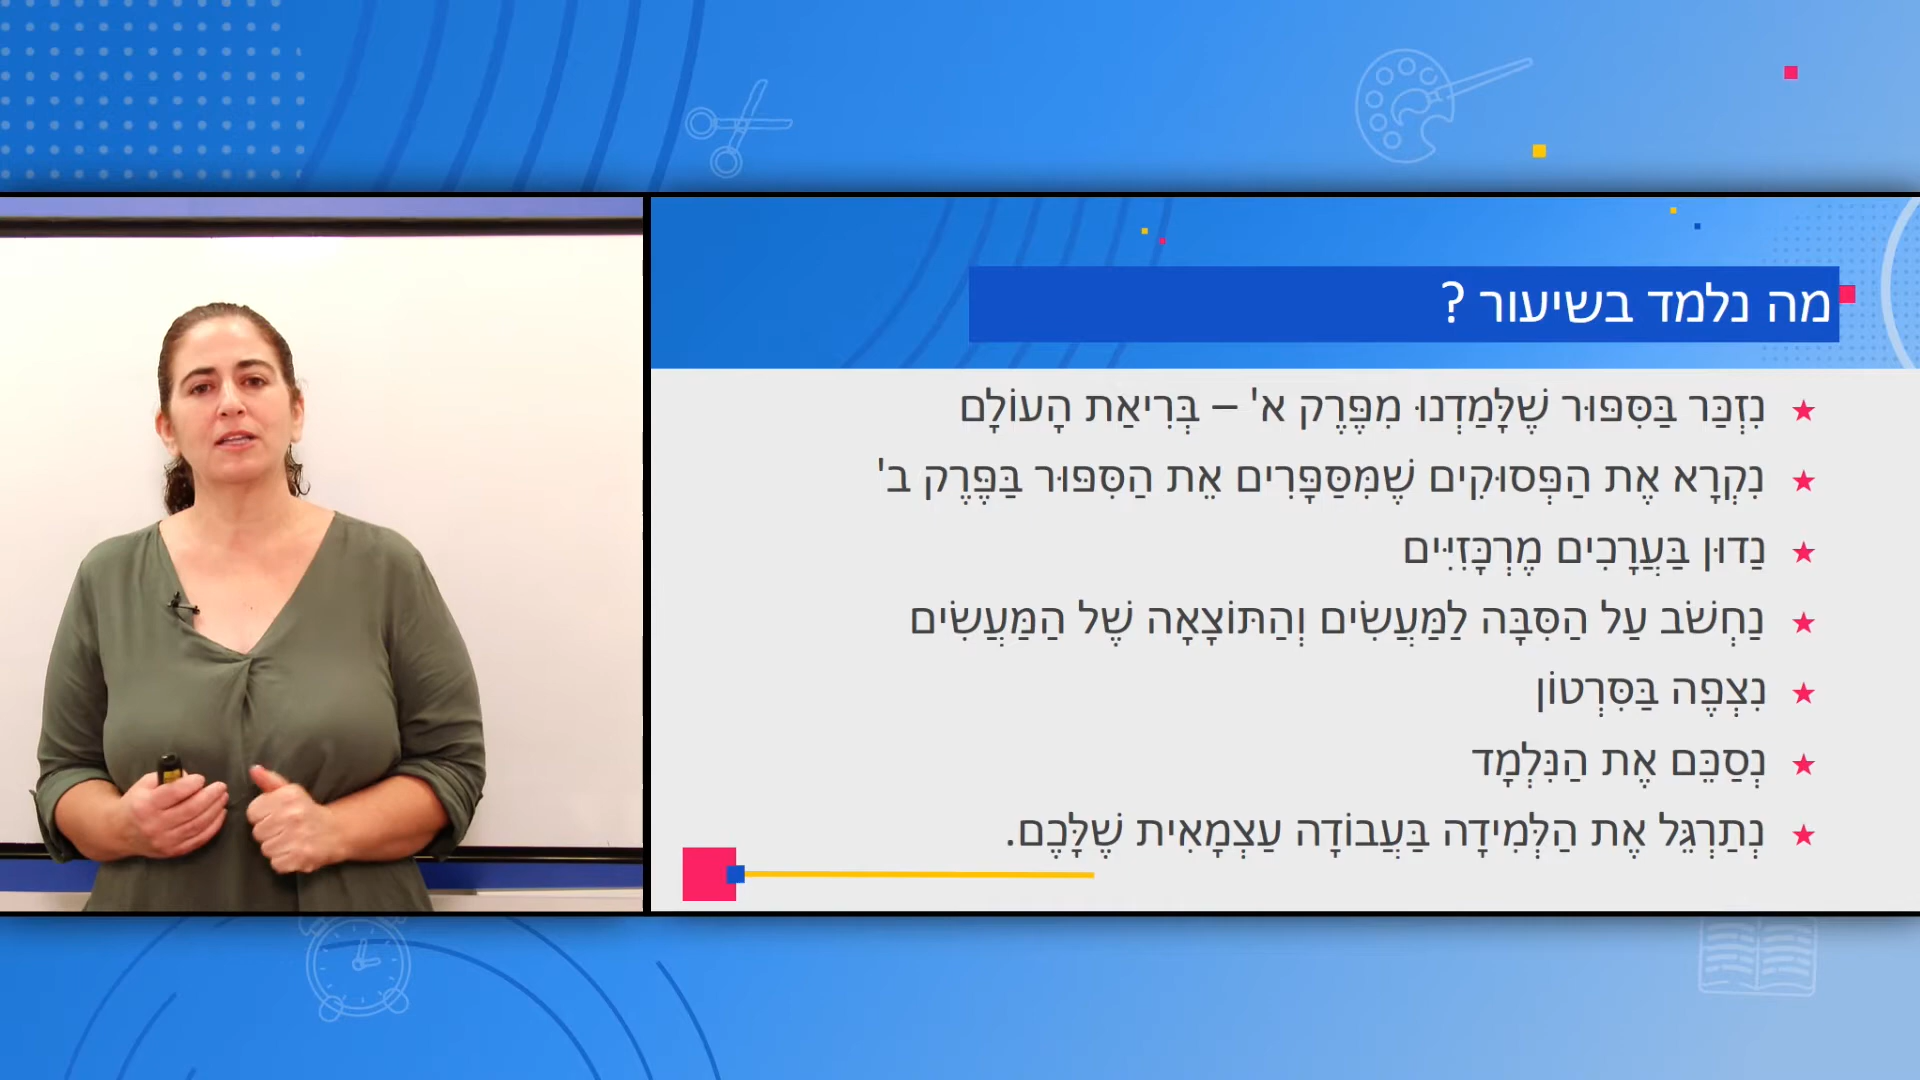 מה נלמד בשיעור ?
נִזְכַּר בַּסִּפּוּר שֶׁלָּמַדְנוּ מִפֶּרֶק א' – בְּרִיאַת הָעוֹלָם
נִקְרָא אֶת הַפְּסוּקִים שֶׁמִּסַּפָּרִים אֵת הַסִּפּוּר בַּפֶּרֶק ב'
נַדוּן בַּעֲרָכִים מֶרְכָּזִיִּים
נַחְשֹׁב עַל הַסִּבָּה לַמַּעֲשִׂים וְהַתּוֹצָאָה שֶׁל הַמַּעֲשִׂים
נִצְפֶּה בַּסִּרְטוֹן
נְסַכֵּם אֶת הַנִּלְמָד
נְתַרְגֵּל אֶת הַלְּמִידָה בַּעֲבוֹדָה עַצְמָאִית שֶׁלָּכֶם.